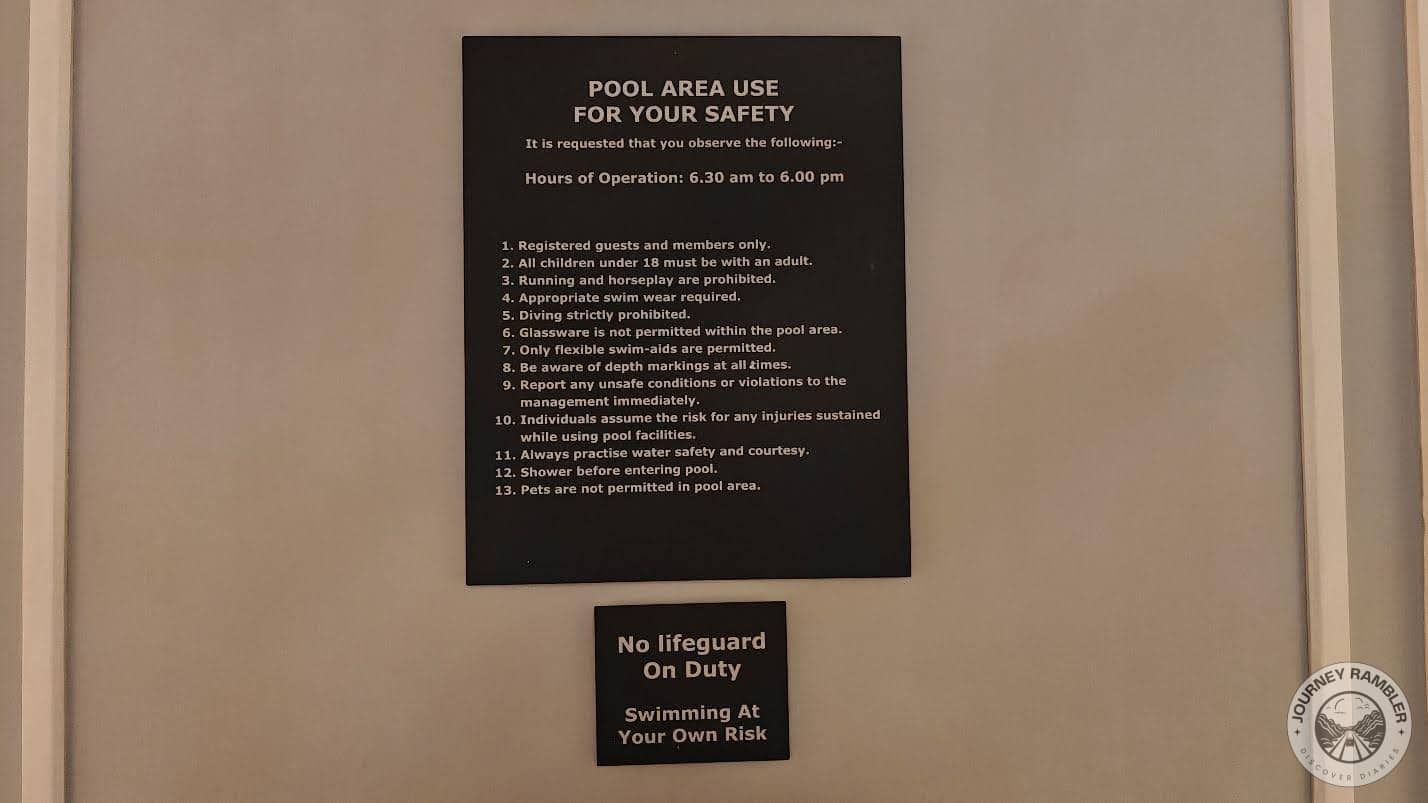 POOL AREA USE
FOR YOUR SAFETY
It is requested that you observe the following:-
Hours of Operation: 6.30 am to 6.00 pm
1. Registered guests and members only.
2. All children under 18 must be with an adult.
3. Running and horseplay are prohibited.
4. Appropriate swim wear required.
5. Diving strictly prohibited.
6. Glassware is not permitted within the pool area.
7. Only flexible swim-aids are permitted.
8. Be aware of depth markings at all times.
9. Report any unsafe conditions or violations to the
management immediately.
10. Individuals assume the risk for any injuries sustained
while using pool facilities.
11. Always practise water safety and courtesy.
12. Shower before entering pool.
13. Pets are not permitted in pool area.
No lifeguard
On Duty
Swimming At
Your Own Risk
JOURNEY RAMBLER
DISCOVER DIARIES